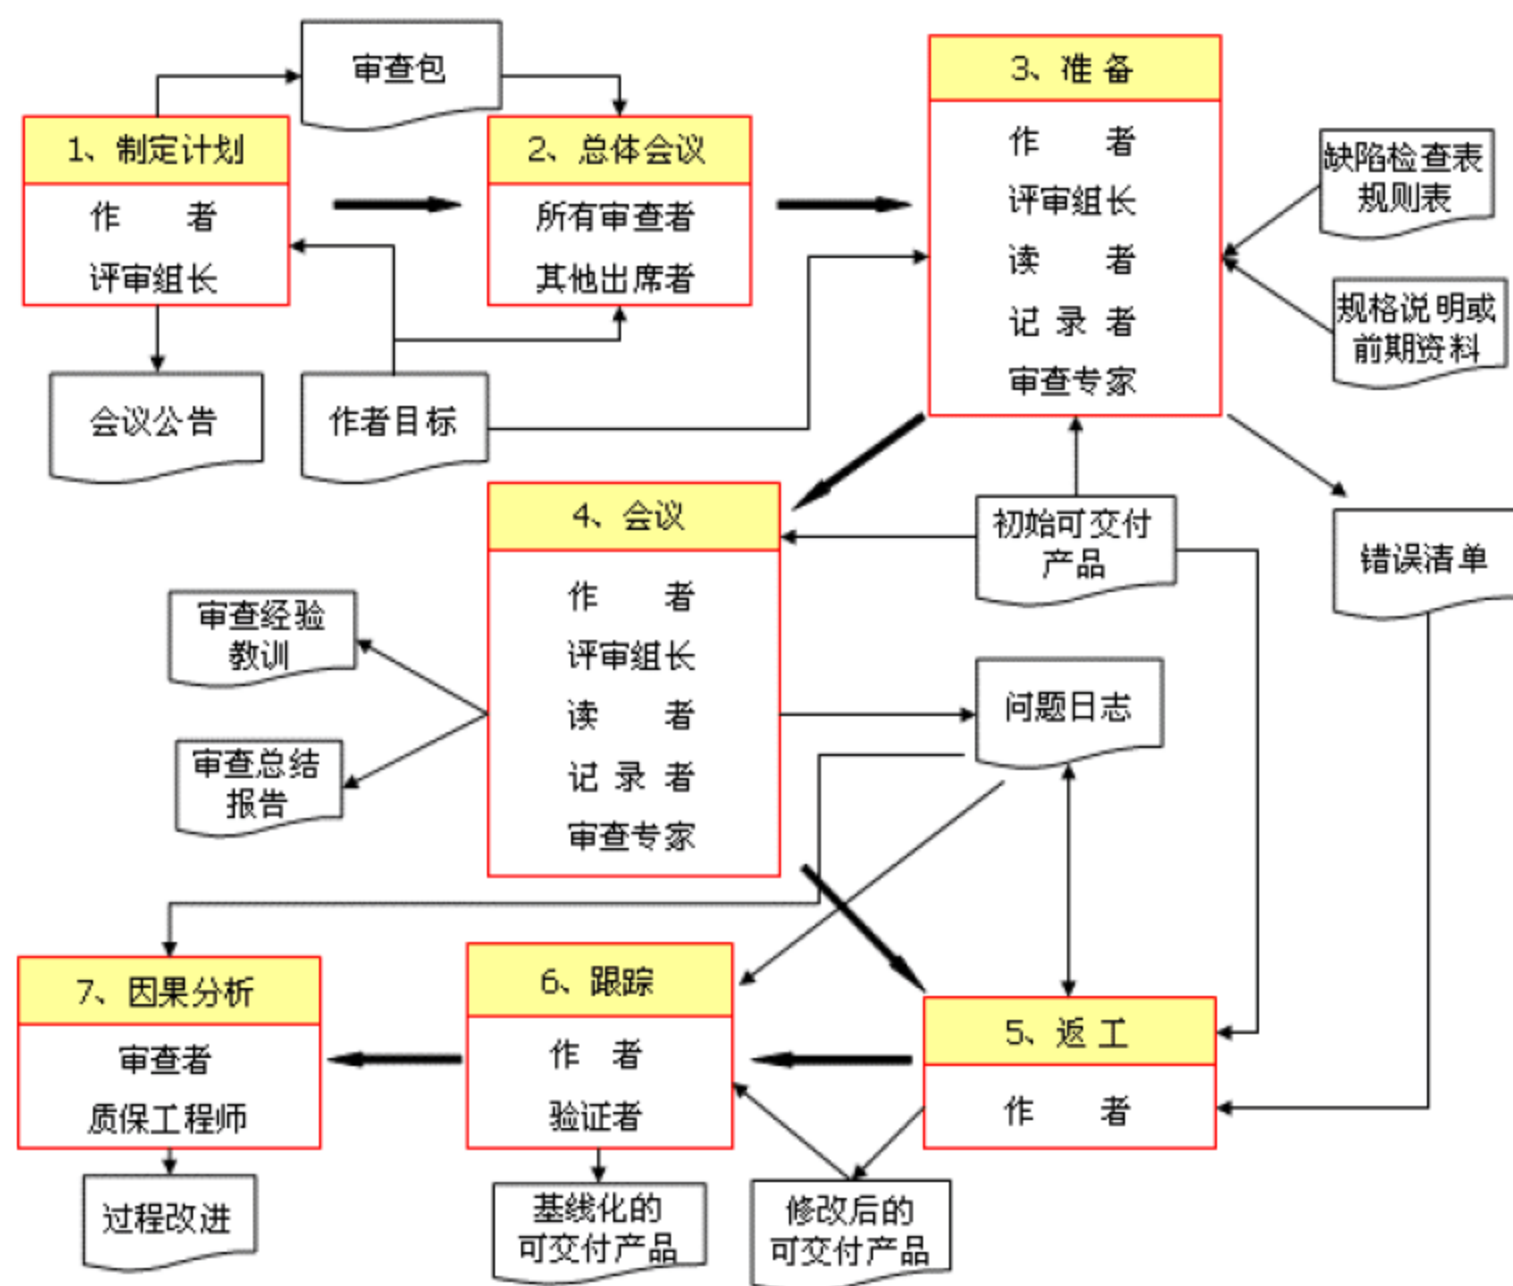 审查包
1、制定计划
作 者
评审组长
2、总体会议
所有审查者
其他出席者
3、准 备
作 者
评审组长
读 者
记 录 者
审查专家
缺陷检查表
规则表
规格说明或
前期资料
会议公告
作者目标
4、会议
作 者
评审组长
读 者
记 录 者
审查专家
初始可交付
产品
错误清单
审查经验
教训
审查总结
报告
问题日志
7、因果分析
审查者
质保工程师
6、跟踪
作 者
验证者
5、返 工
作 者
过程改进
基线化的
可交付产品
修改后的
可交付产品